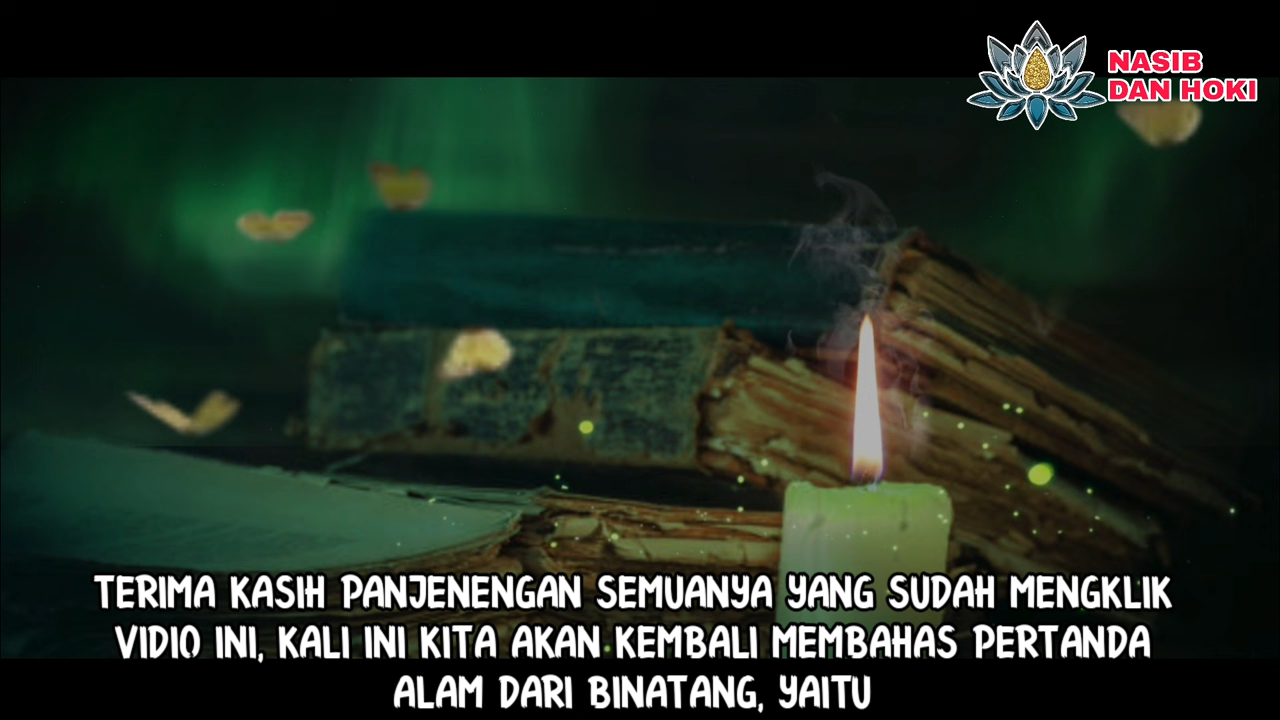 NASIB
DAN HOKI
TERIMA KASIH PANJENENGAN SEMUANYA YANG SUDAH MENGKLIK
VIDIO INI, KALI INI KITA AKAN KEMBALI MEMBAHAS PERTANDA
ALAM DARI BINATANG, YAITU